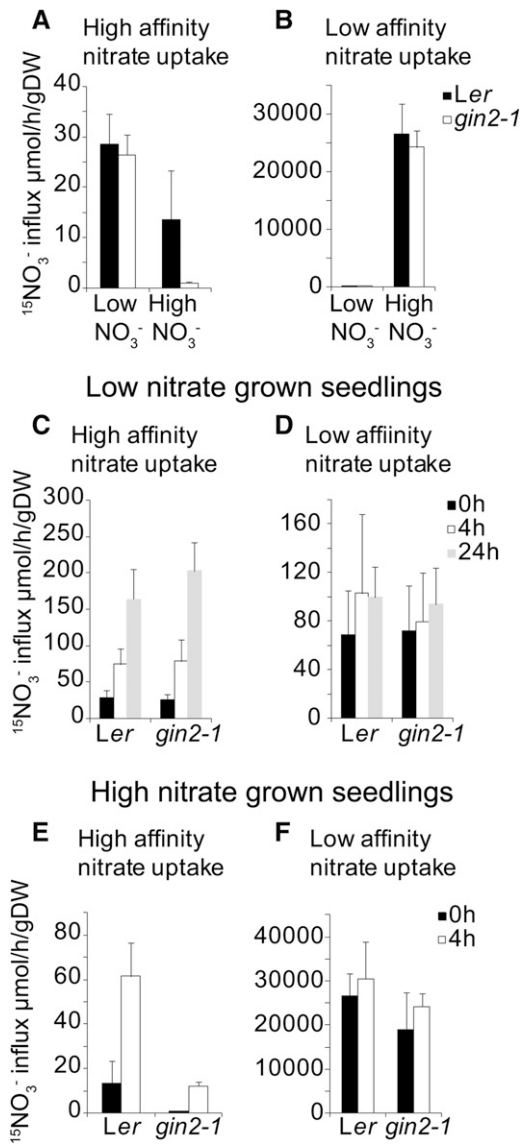 A
High affinity
nitrate uptake
¹⁵NO₃⁻ influx µmol/h/gDW
40
30
20
10
0
Low
NO₃⁻
High
NO₃⁻
B
Low affinity
nitrate uptake
30000
20000
10000
0
Low
NO₃⁻
High
NO₃⁻
Ler
gin2-1
Low nitrate grown seedlings
C
High affinity
nitrate uptake
¹⁵NO₃⁻ influx µmol/h/gDW
300
250
200
150
100
50
0
Ler
gin2-1
D
Low affiinity
nitrate uptake
160
120
80
40
0
Ler
gin2-1
0h
4h
24h
High nitrate grown seedlings
E
High affinity
nitrate uptake
¹⁵NO₃⁻ influx µmol/h/gDW
80
60
40
20
0
Ler
gin2-1
F
Low affinity
nitrate uptake
40000
30000
20000
10000
0
Ler
gin2-1
0h
4h